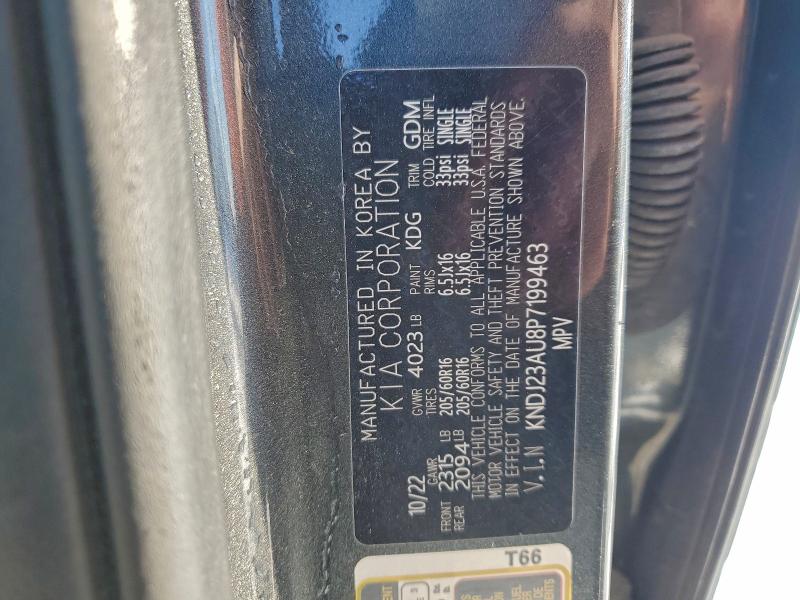 MANUFACTURED IN KOREA BY
KIA CORPORATION
10/22 GVWR 4023 LB PAINT KDG TRIM GDM
GAWR TIRES RIMS COLD TIRE INFL
FRONT 2315 LB 205/60R16 6.5Jx16 33psi SINGLE
REAR 2094 LB 205/60R16 6.5Jx16 33psi SINGLE
THIS VEHICLE CONFORMS TO ALL APPLICABLE U.S.A. FEDERAL
MOTOR VEHICLE SAFETY AND THEFT PREVENTION STANDARDS
IN EFFECT ON THE DATE OF MANUFACTURE SHOWN ABOVE.
V.I.N KNDJ23AU8P7199463
MPV
T66